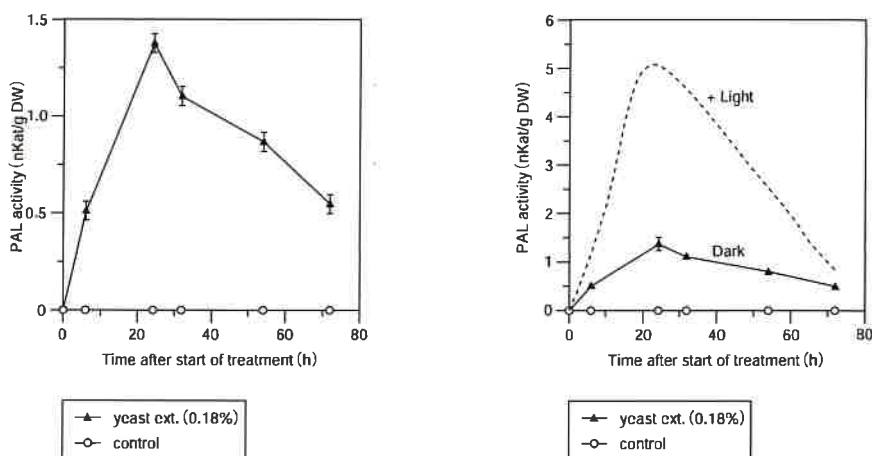 1.5
1.0
0.5
0
PAL activity (nKat/g DW)
0
20
40
60
80
Time after start of treatment (h)
yeast ext. (0.18%)
control
6
5
4
3
2
1
0
PAL activity (nKat/g DW)
+ Light
Dark
0
20
40
60
80
Time after start of treatment (h)
yeast ext. (0.18%)
control